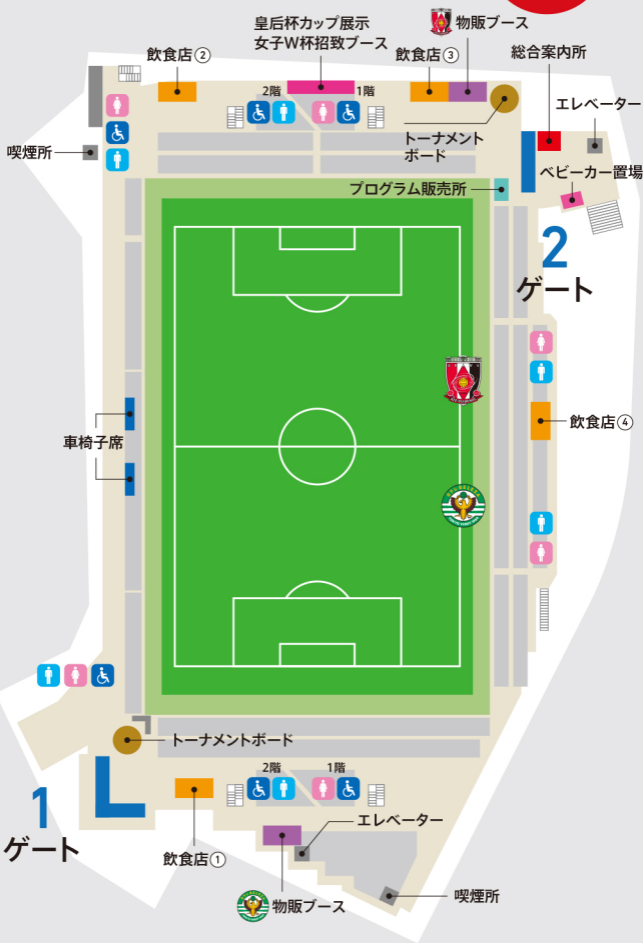 皇后杯カップ展示
女子W杯招致ブース
物販ブース
飲食店②
飲食店③
総合案内所
2階
1階
エレベーター
トーナメント
ボード
喫煙所
ベビーカー置場
プログラム販売所
2
ゲート
飲食店④
車椅子席
トーナメントボード
2階
1階
1
ゲート
エレベーター
飲食店①
喫煙所
物販ブース